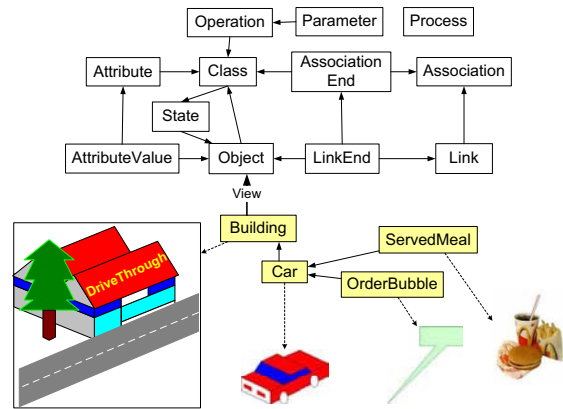 Operation
Parameter
Process
Attribute
Class
Association
End
Association
State
AttributeValue
Object
LinkEnd
Link
View
Building
ServedMeal
Car
OrderBubble
DriveThrough